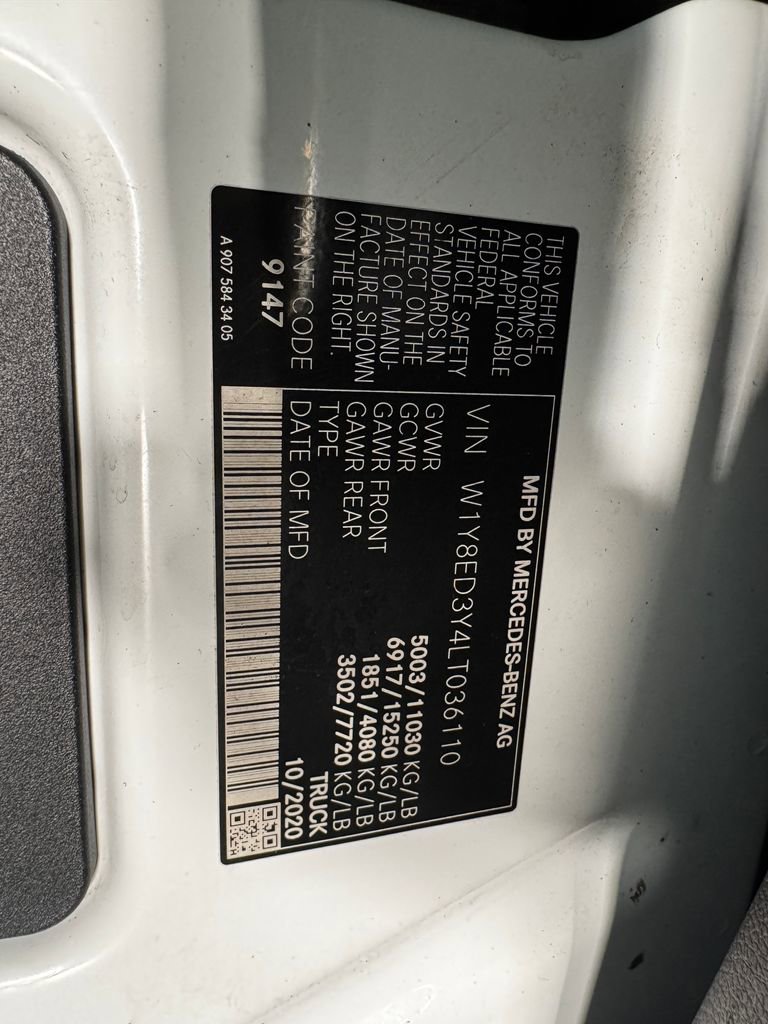 MFD BY MERCEDES-BENZ AG
VIN W1Y8ED3Y4LT036110
GVWR 5003/11030 KG/LB
GCWR 6917/15250 KG/LB
GAWR FRONT 1851/4080 KG/LB
GAWR REAR 3502/7720 KG/LB
TYPE TRUCK
DATE OF MFD 10/2020
THIS VEHICLE
CONFORMS TO
ALL APPLICABLE
FEDERAL
VEHICLE SAFETY
STANDARDS IN
EFFECT ON THE
DATE OF MANU-
FACTURE SHOWN
ON THE RIGHT.
PAINT CODE
9147
A 907 584 34 05